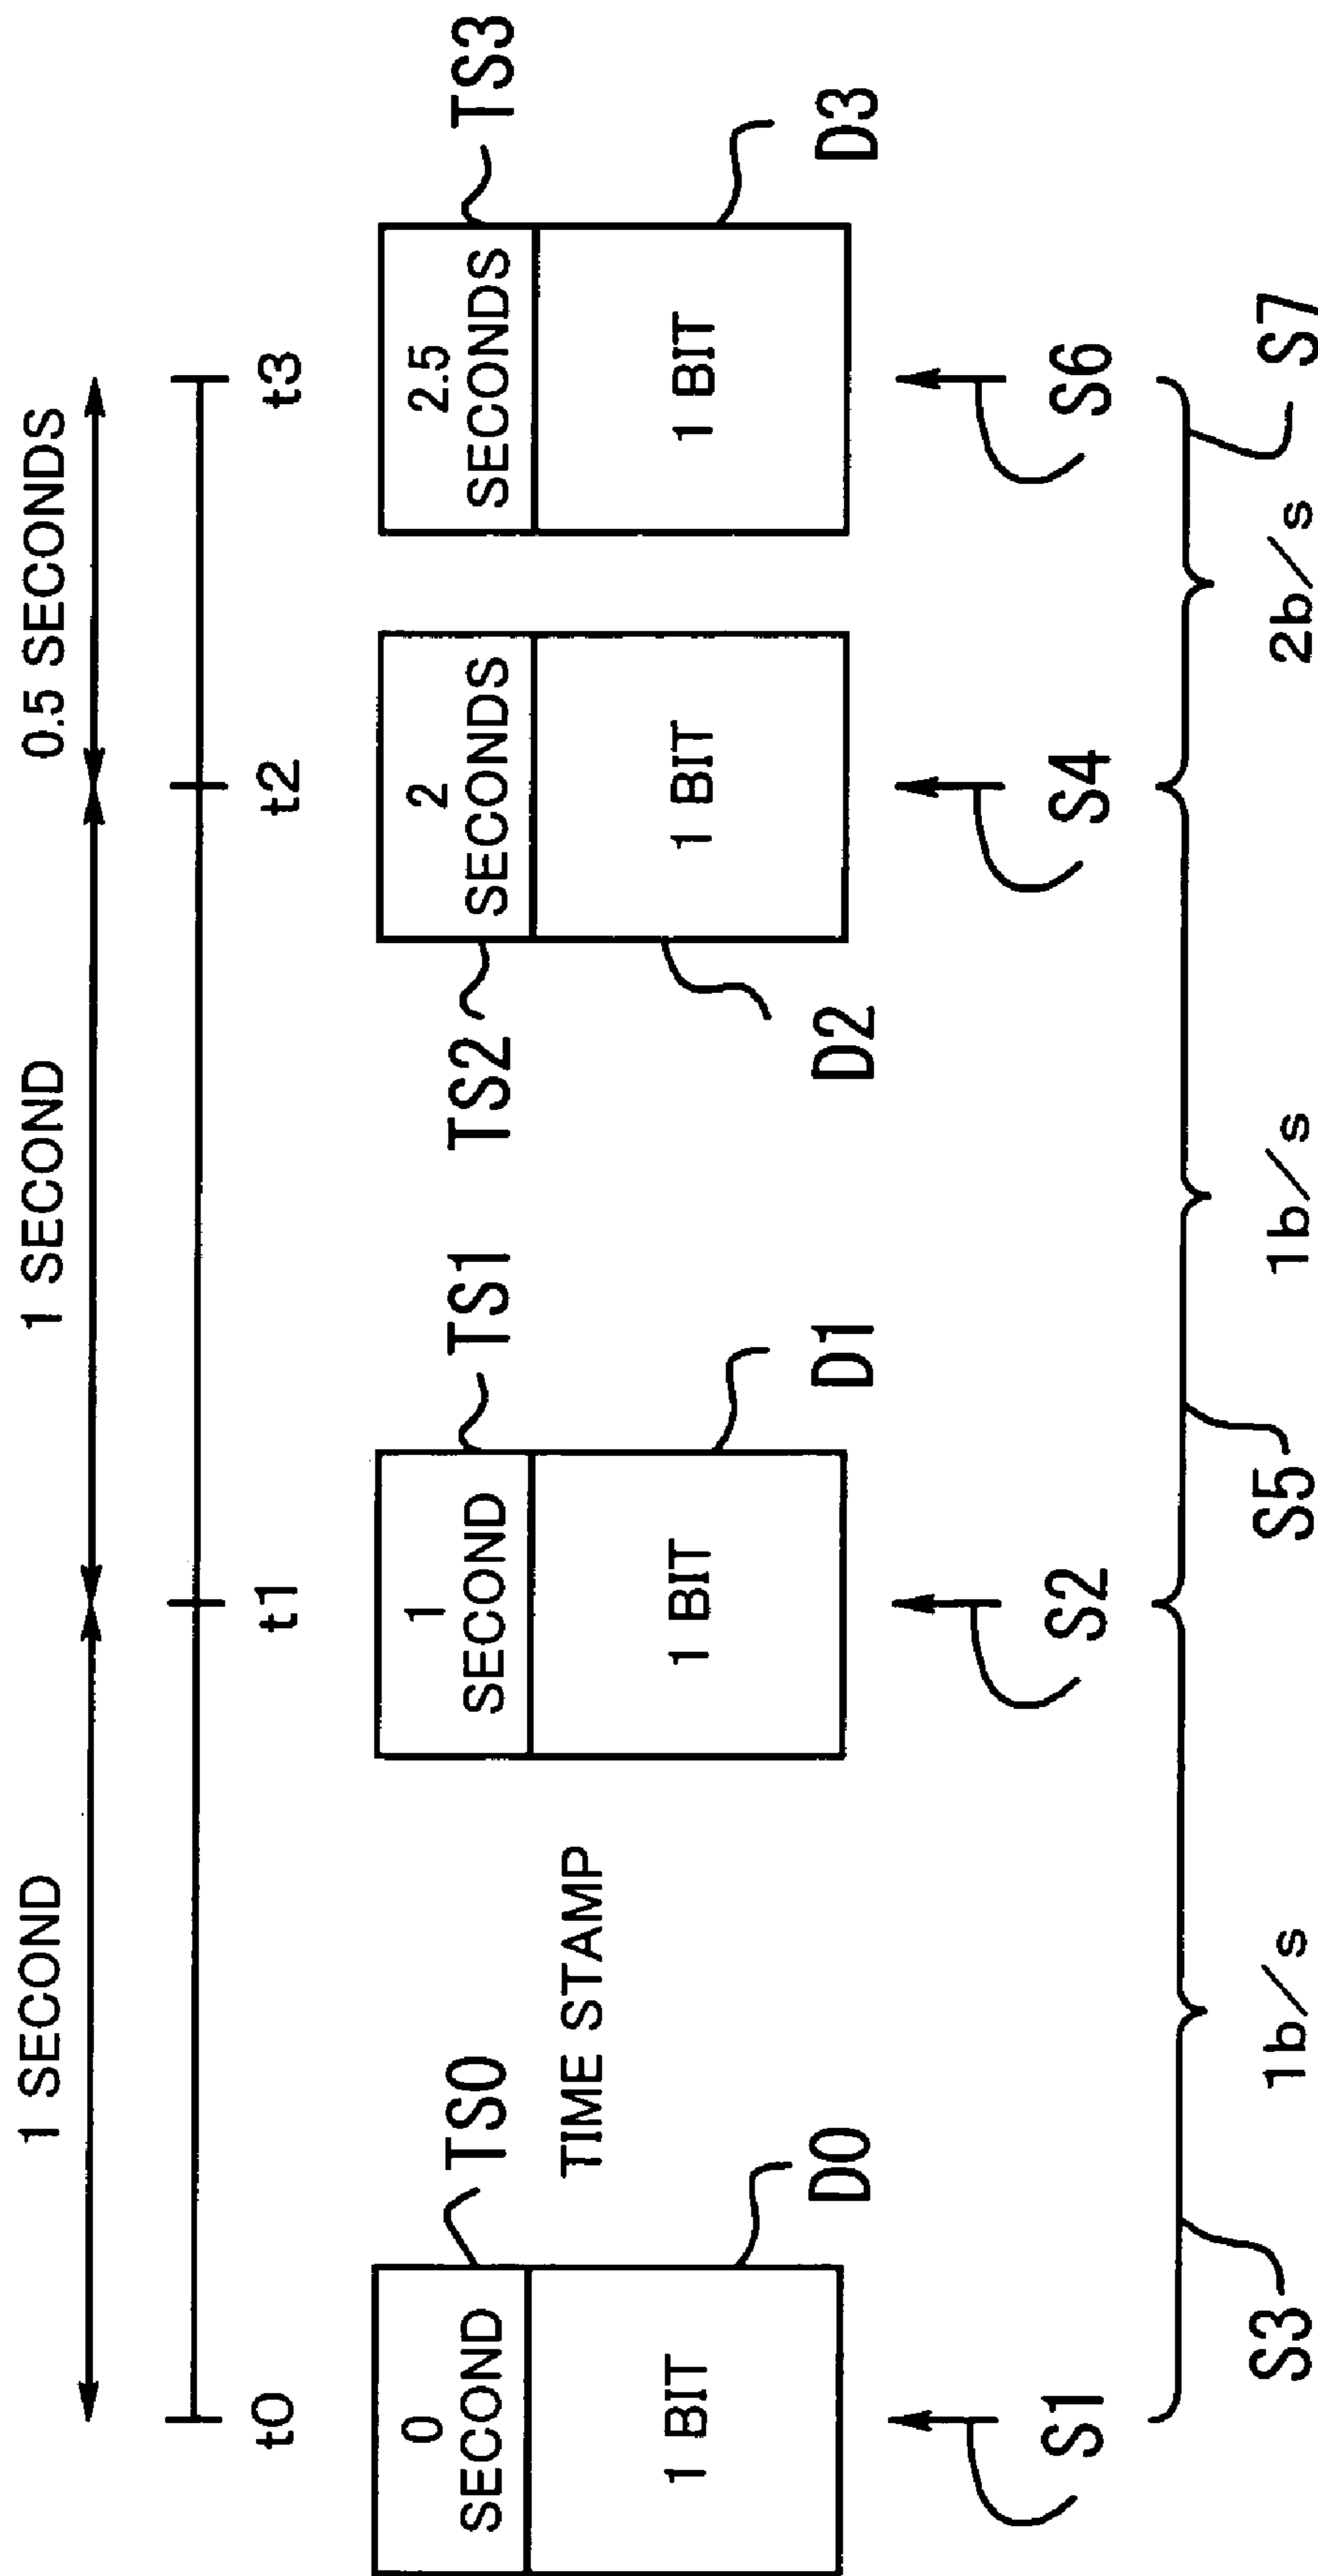 1 SECOND
1 SECOND
0.5 SECONDS
t0
t1
t2
t3
0
SECOND
TS0
1
SECOND
TS1
TS2
2
SECONDS
2.5
SECONDS
TS3
TIME STAMP
1 BIT
1 BIT
1 BIT
1 BIT
D0
D1
D2
D3
S1
S2
S4
S6
S3
1b/s
S5
1b/s
2b/s
S7